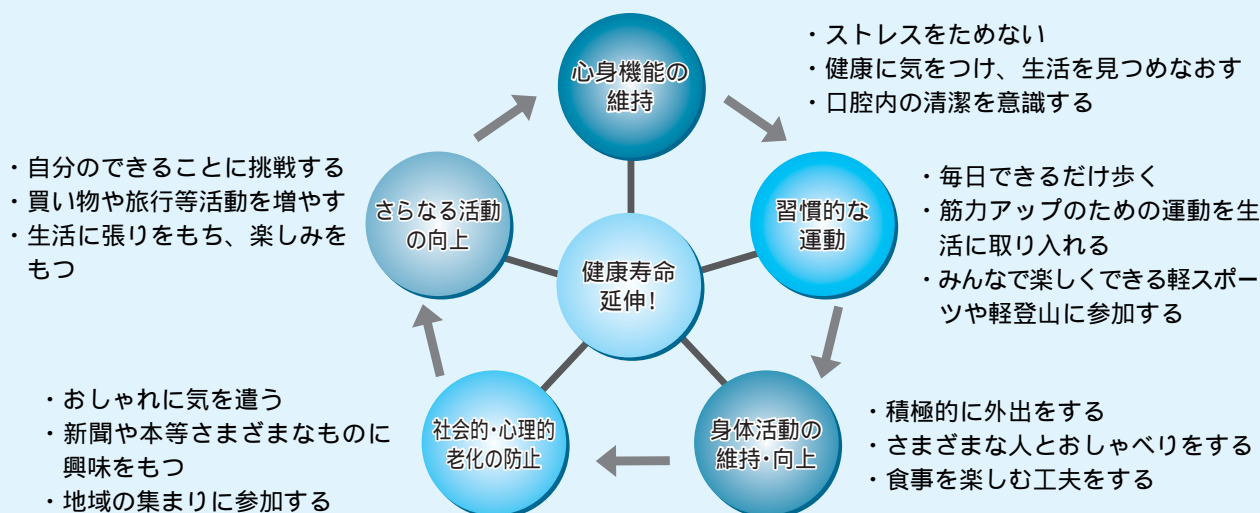 心身機能の
維持
・ストレスをためない
・健康に気をつけ、生活を見つめなおす
・口腔内の清潔を意識する
習慣的な
運動
・毎日できるだけ歩く
・筋力アップのための運動を生
活に取り入れる
・みんなで楽しくできる軽スポー
ツや軽登山に参加する
身体活動の
維持・向上
・積極的に外出をする
・さまざまな人とおしゃべりをする
・食事を楽しむ工夫をする
社会的・心理的
老化の防止
・おしゃれに気を遣う
・新聞や本等さまざまなものに
興味をもつ
・地域の集まりに参加する
さらなる活動
の向上
・自分のできることに挑戦する
・買い物や旅行等活動を増やす
・生活に張りをもち、楽しみを
もつ
健康寿命
延伸!